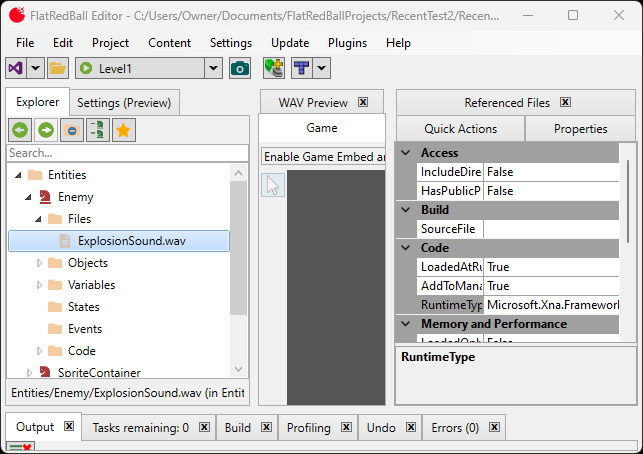 FlatRedBall Editor - C:/Users/Owner/Documents/FlatRedBallProjects/RecentTest2/Recen...
File Edit Project Content Settings Update Plugins Help
Level1
Explorer Settings (Preview)
Search...
Entities
Enemy
Files
ExplosionSound.wav
Objects
Variables
States
Events
Code
SpriteContainer
Entities/Enemy/ExplosionSound.wav (in Entit
WAV Preview
Game
Enable Game Embed an
Referenced Files
Quick Actions Properties
Access
IncludeDire False
HasPublicP False
Build
SourceFile
Code
LoadedAtRu True
AddToMana True
RuntimeTyp Microsoft.Xna.Framework
Memory and Performance
LoadedOnl False
RuntimeType
Output Tasks remaining: 0 Build Profiling Undo Errors (0)